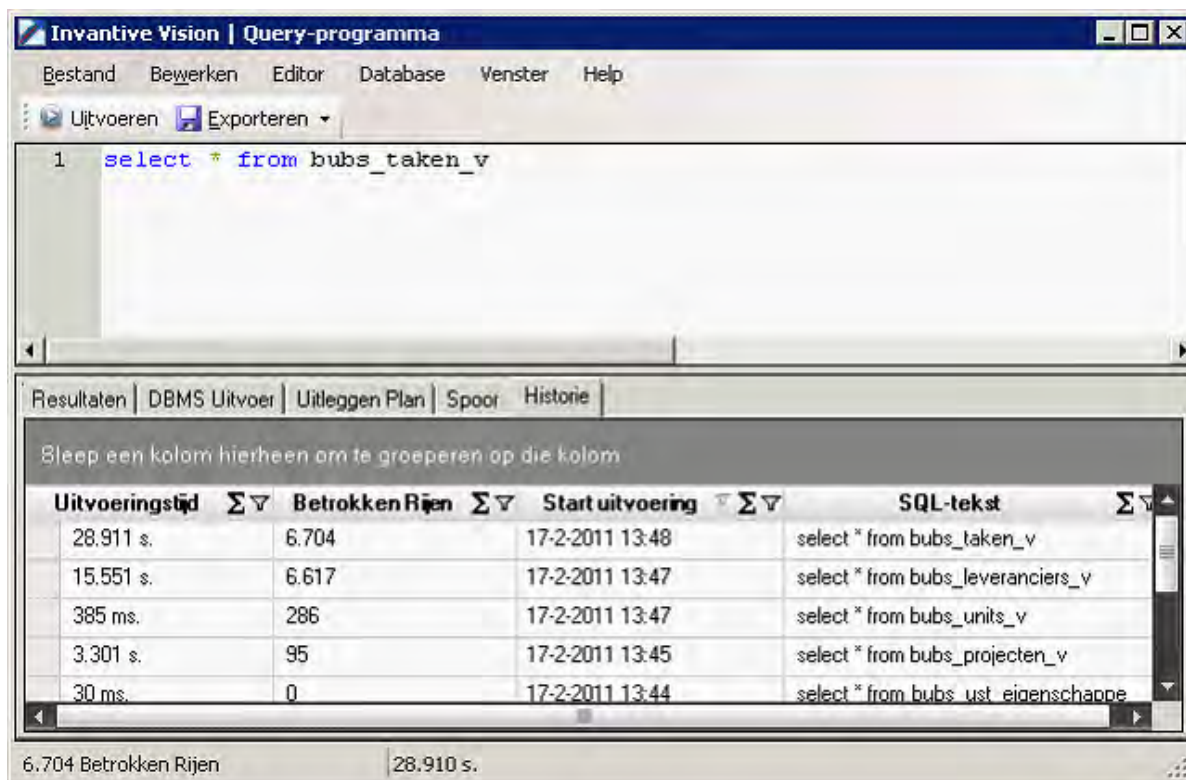 Invantive Vision | Query-programma
Bestand Bewerken Editor Database Venster Help
Uitvoeren Exporteren
1 select * from bubs_taken_v
Resultaten DBMS Uitvoer Uitleggen Plan Spoor Historie
Sleep een kolom hierheen om te groeperen op die kolom
Uitvoeringstijd Σ Betrokken Rijen Σ Start uitvoering Σ SQL-tekst Σ
28.911 s. 6.704 17-2-2011 13:48 select * from bubs_taken_v
15.551 s. 6.617 17-2-2011 13:47 select * from bubs_leveranciers_v
385 ms. 286 17-2-2011 13:47 select * from bubs_units_v
3.301 s. 95 17-2-2011 13:45 select * from bubs_projecten_v
30 ms. 0 17-2-2011 13:44 select * from bubs_ust_eigenschappe
6.704 Betrokken Rijen 28.910 s.